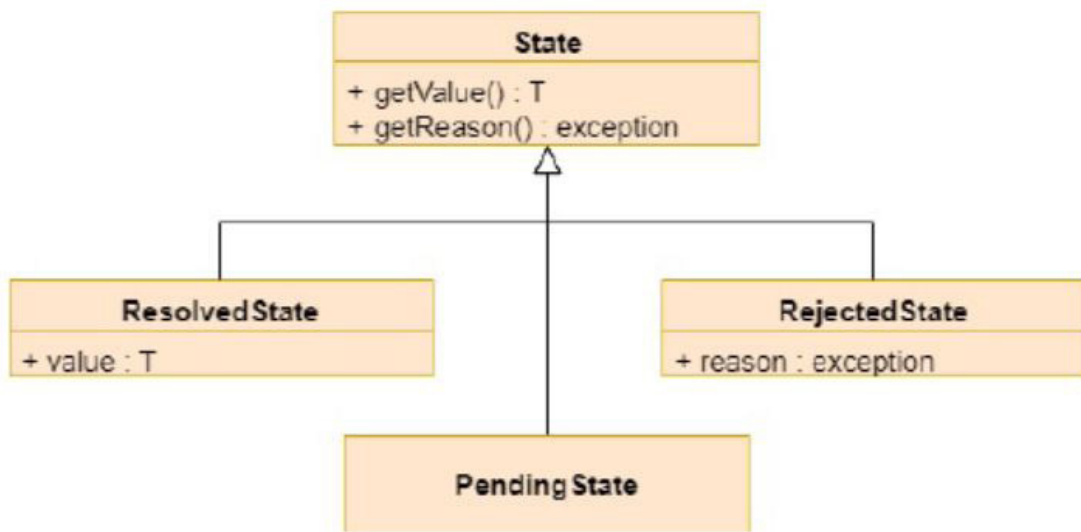 State
+ getValue() : T
+ getReason() : exception
ResolvedState
+ value : T
RejectedState
+ reason : exception
PendingState